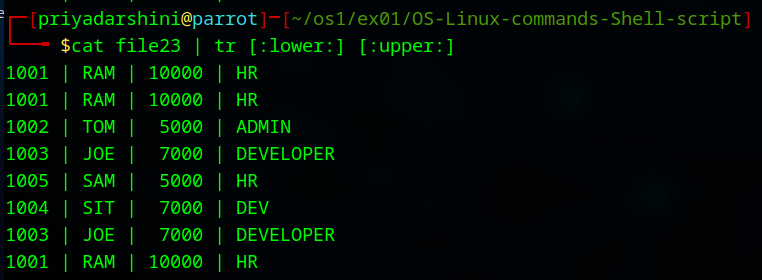 ┌─[priyadarshini@parrot]─[~/os1/ex01/OS-Linux-commands-Shell-script]
└──╼ $cat file23 | tr [:lower:] [:upper:]
1001 | RAM | 10000 | HR
1001 | RAM | 10000 | HR
1002 | TOM |  5000 | ADMIN
1003 | JOE |  7000 | DEVELOPER
1005 | SAM |  5000 | HR
1004 | SIT |  7000 | DEV
1003 | JOE |  7000 | DEVELOPER
1001 | RAM | 10000 | HR